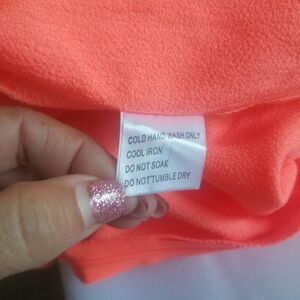 COLD HAND WASH ONLY
COOL IRON
DO NOT SOAK
DO NOT TUMBLE DRY